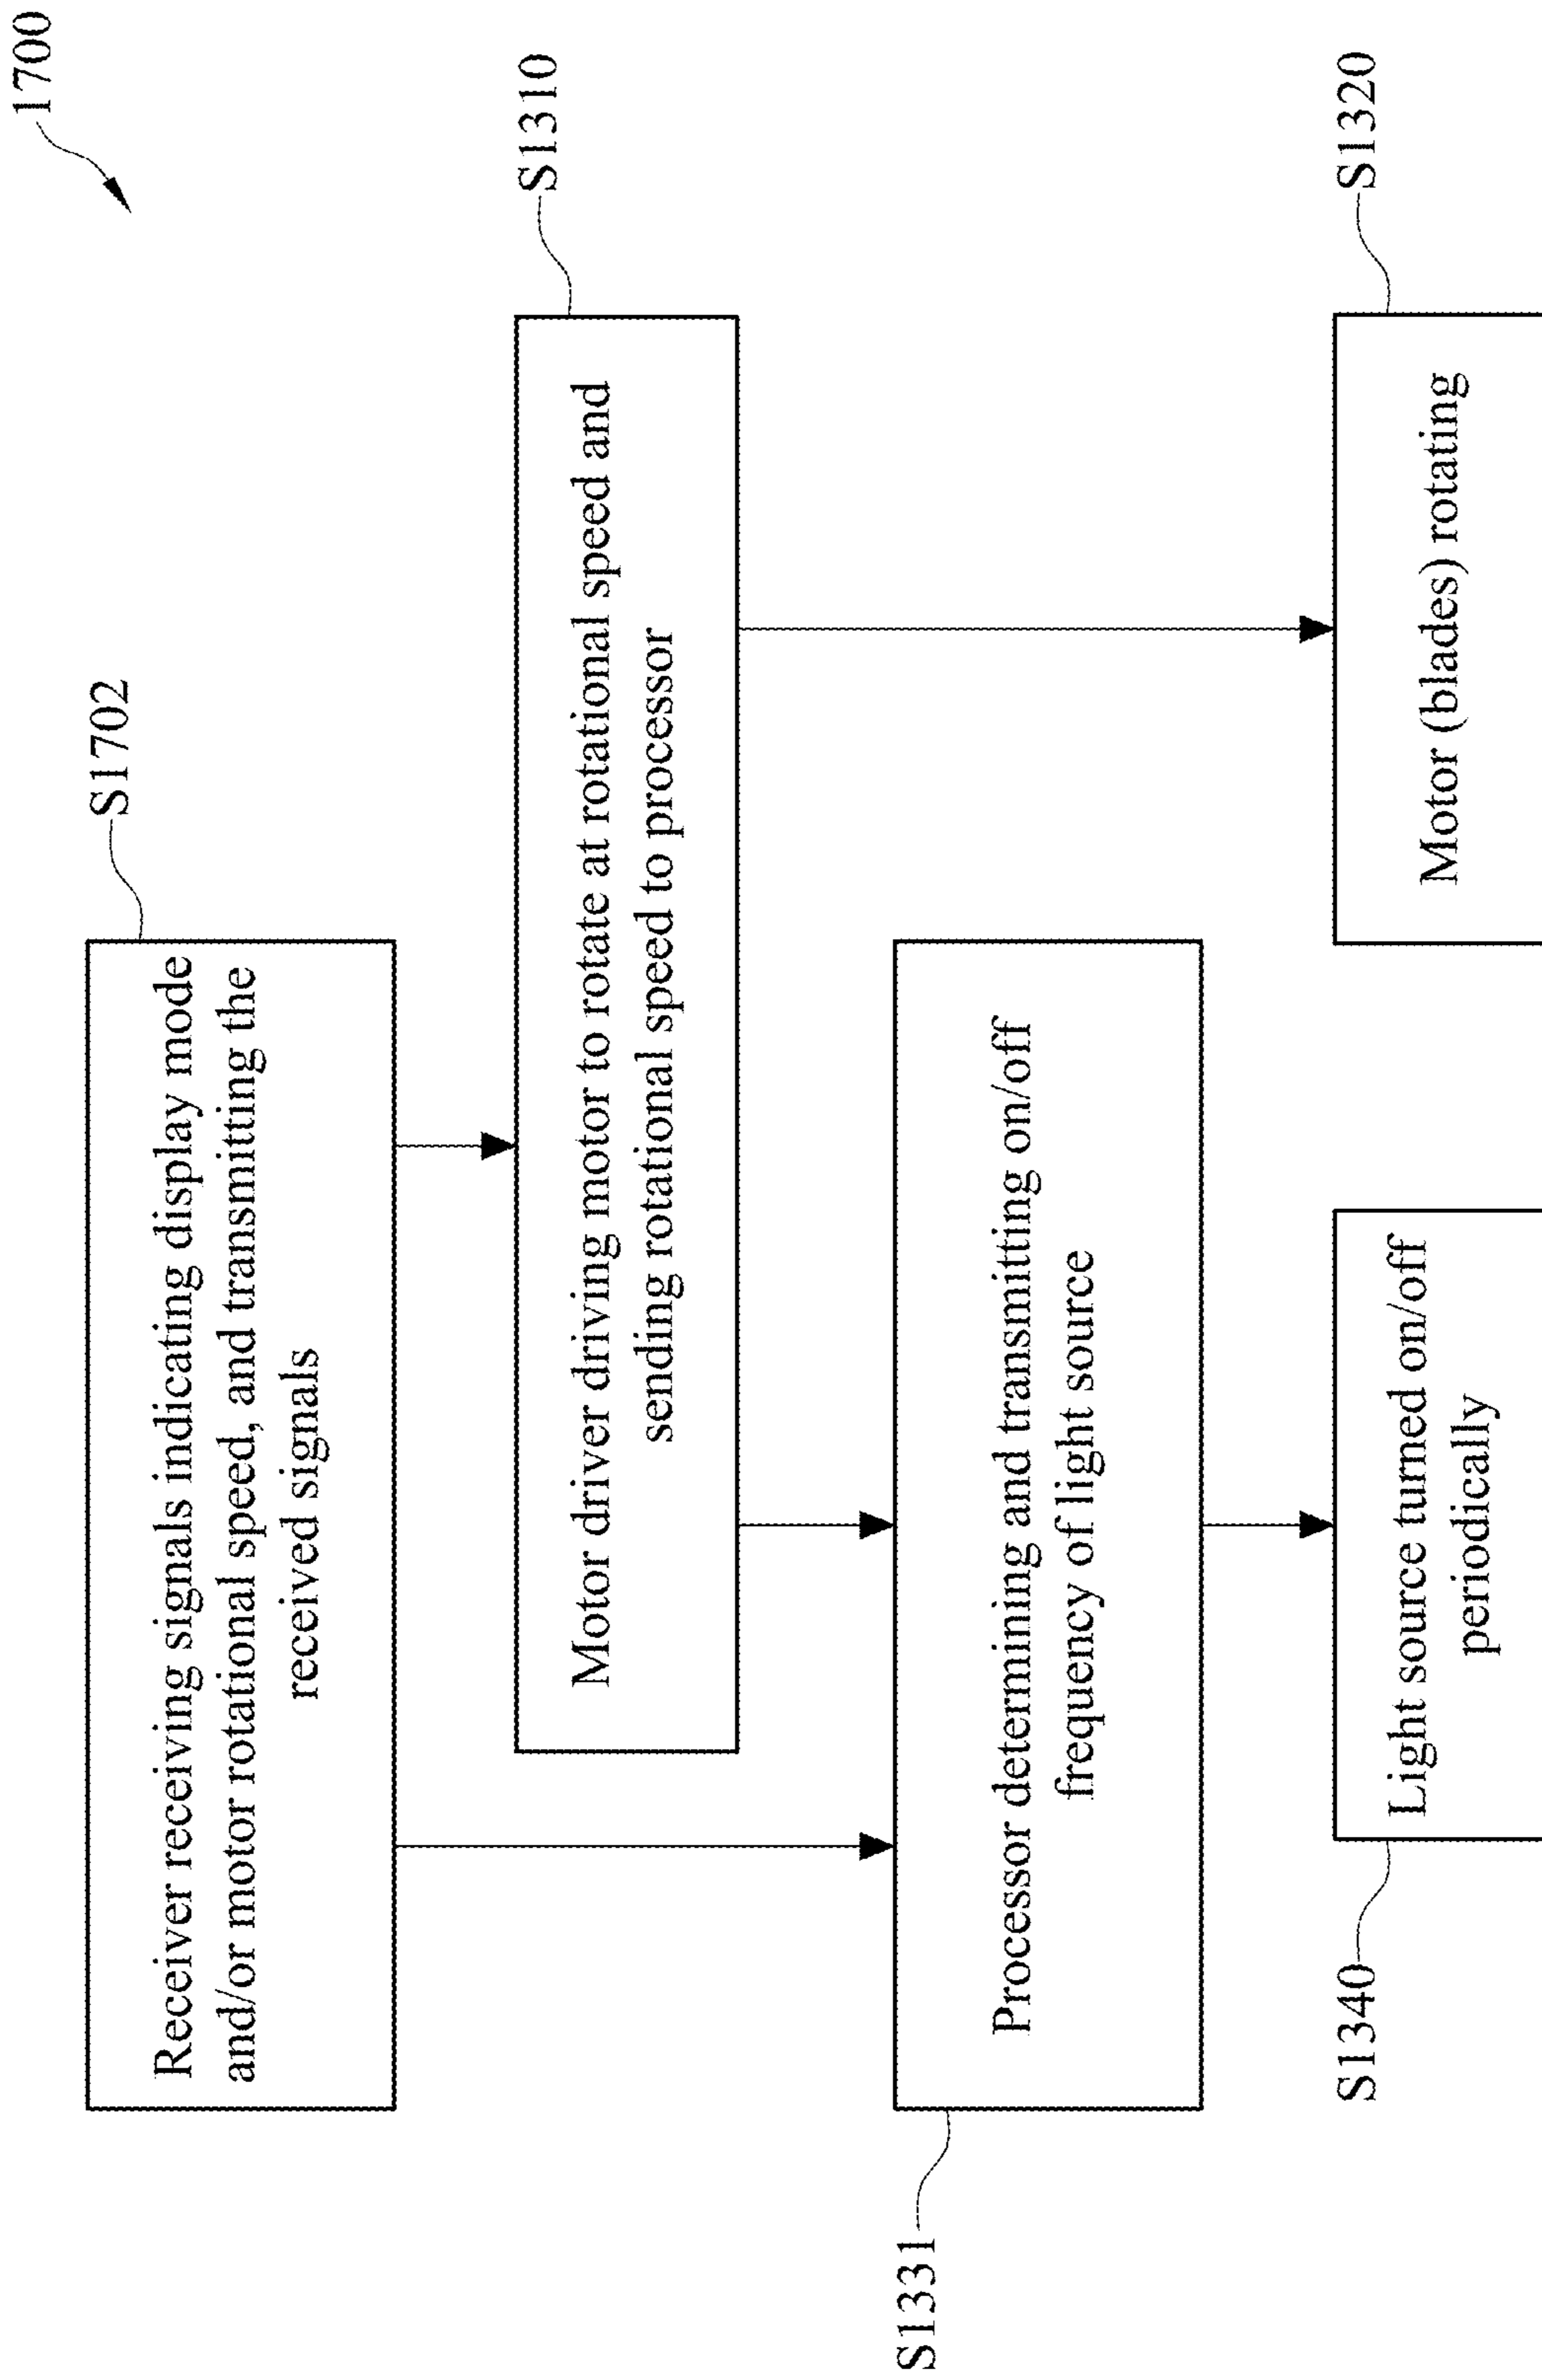 1700
S1702
Receiver receiving signals indicating display mode
and/or motor rotational speed, and transmitting the
received signals
S1310
Motor driver driving motor to rotate at rotational speed and
sending rotational speed to processor
S1331
Processor determining and transmitting on/off
frequency of light source
S1340
Light source turned on/off
periodically
S1320
Motor (blades) rotating